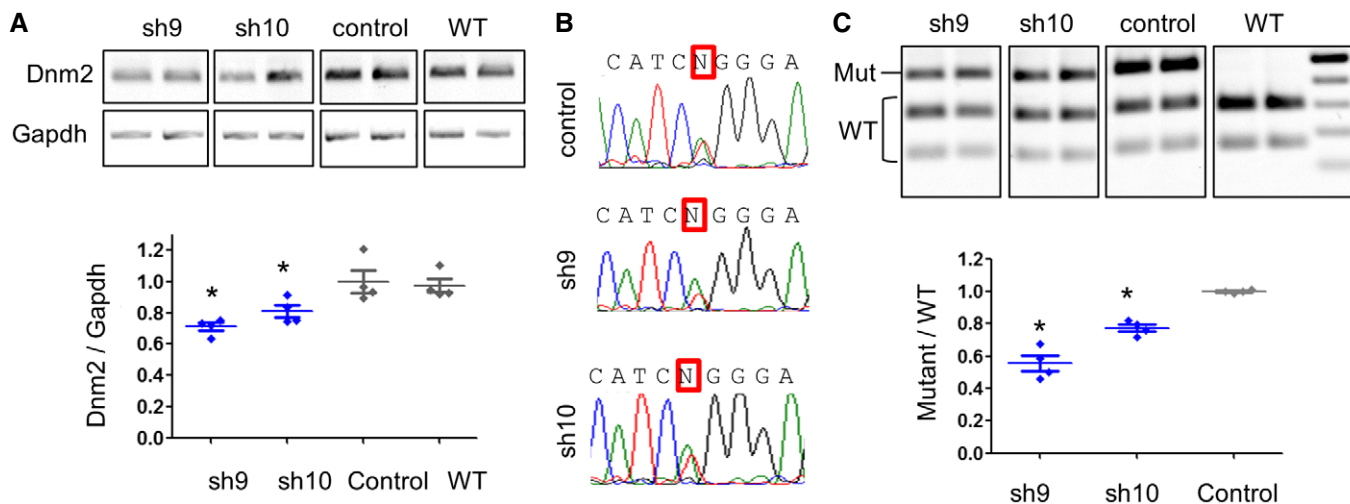 A
sh9 sh10 control WT
Dnm2
Gapdh
Dnm2 / Gapdh
1.2
1.0
0.8
0.6
0.4
0.2
0.0
* *
sh9 sh10 Control WT
B
control
C A T C N G G G A
sh9
C A T C N G G G A
sh10
C A T C N G G G A
C
sh9 sh10 control WT
Mut
WT
Mutant / WT
1.2
1.0
0.8
0.6
0.4
0.2
0.0
* *
sh9 sh10 Control